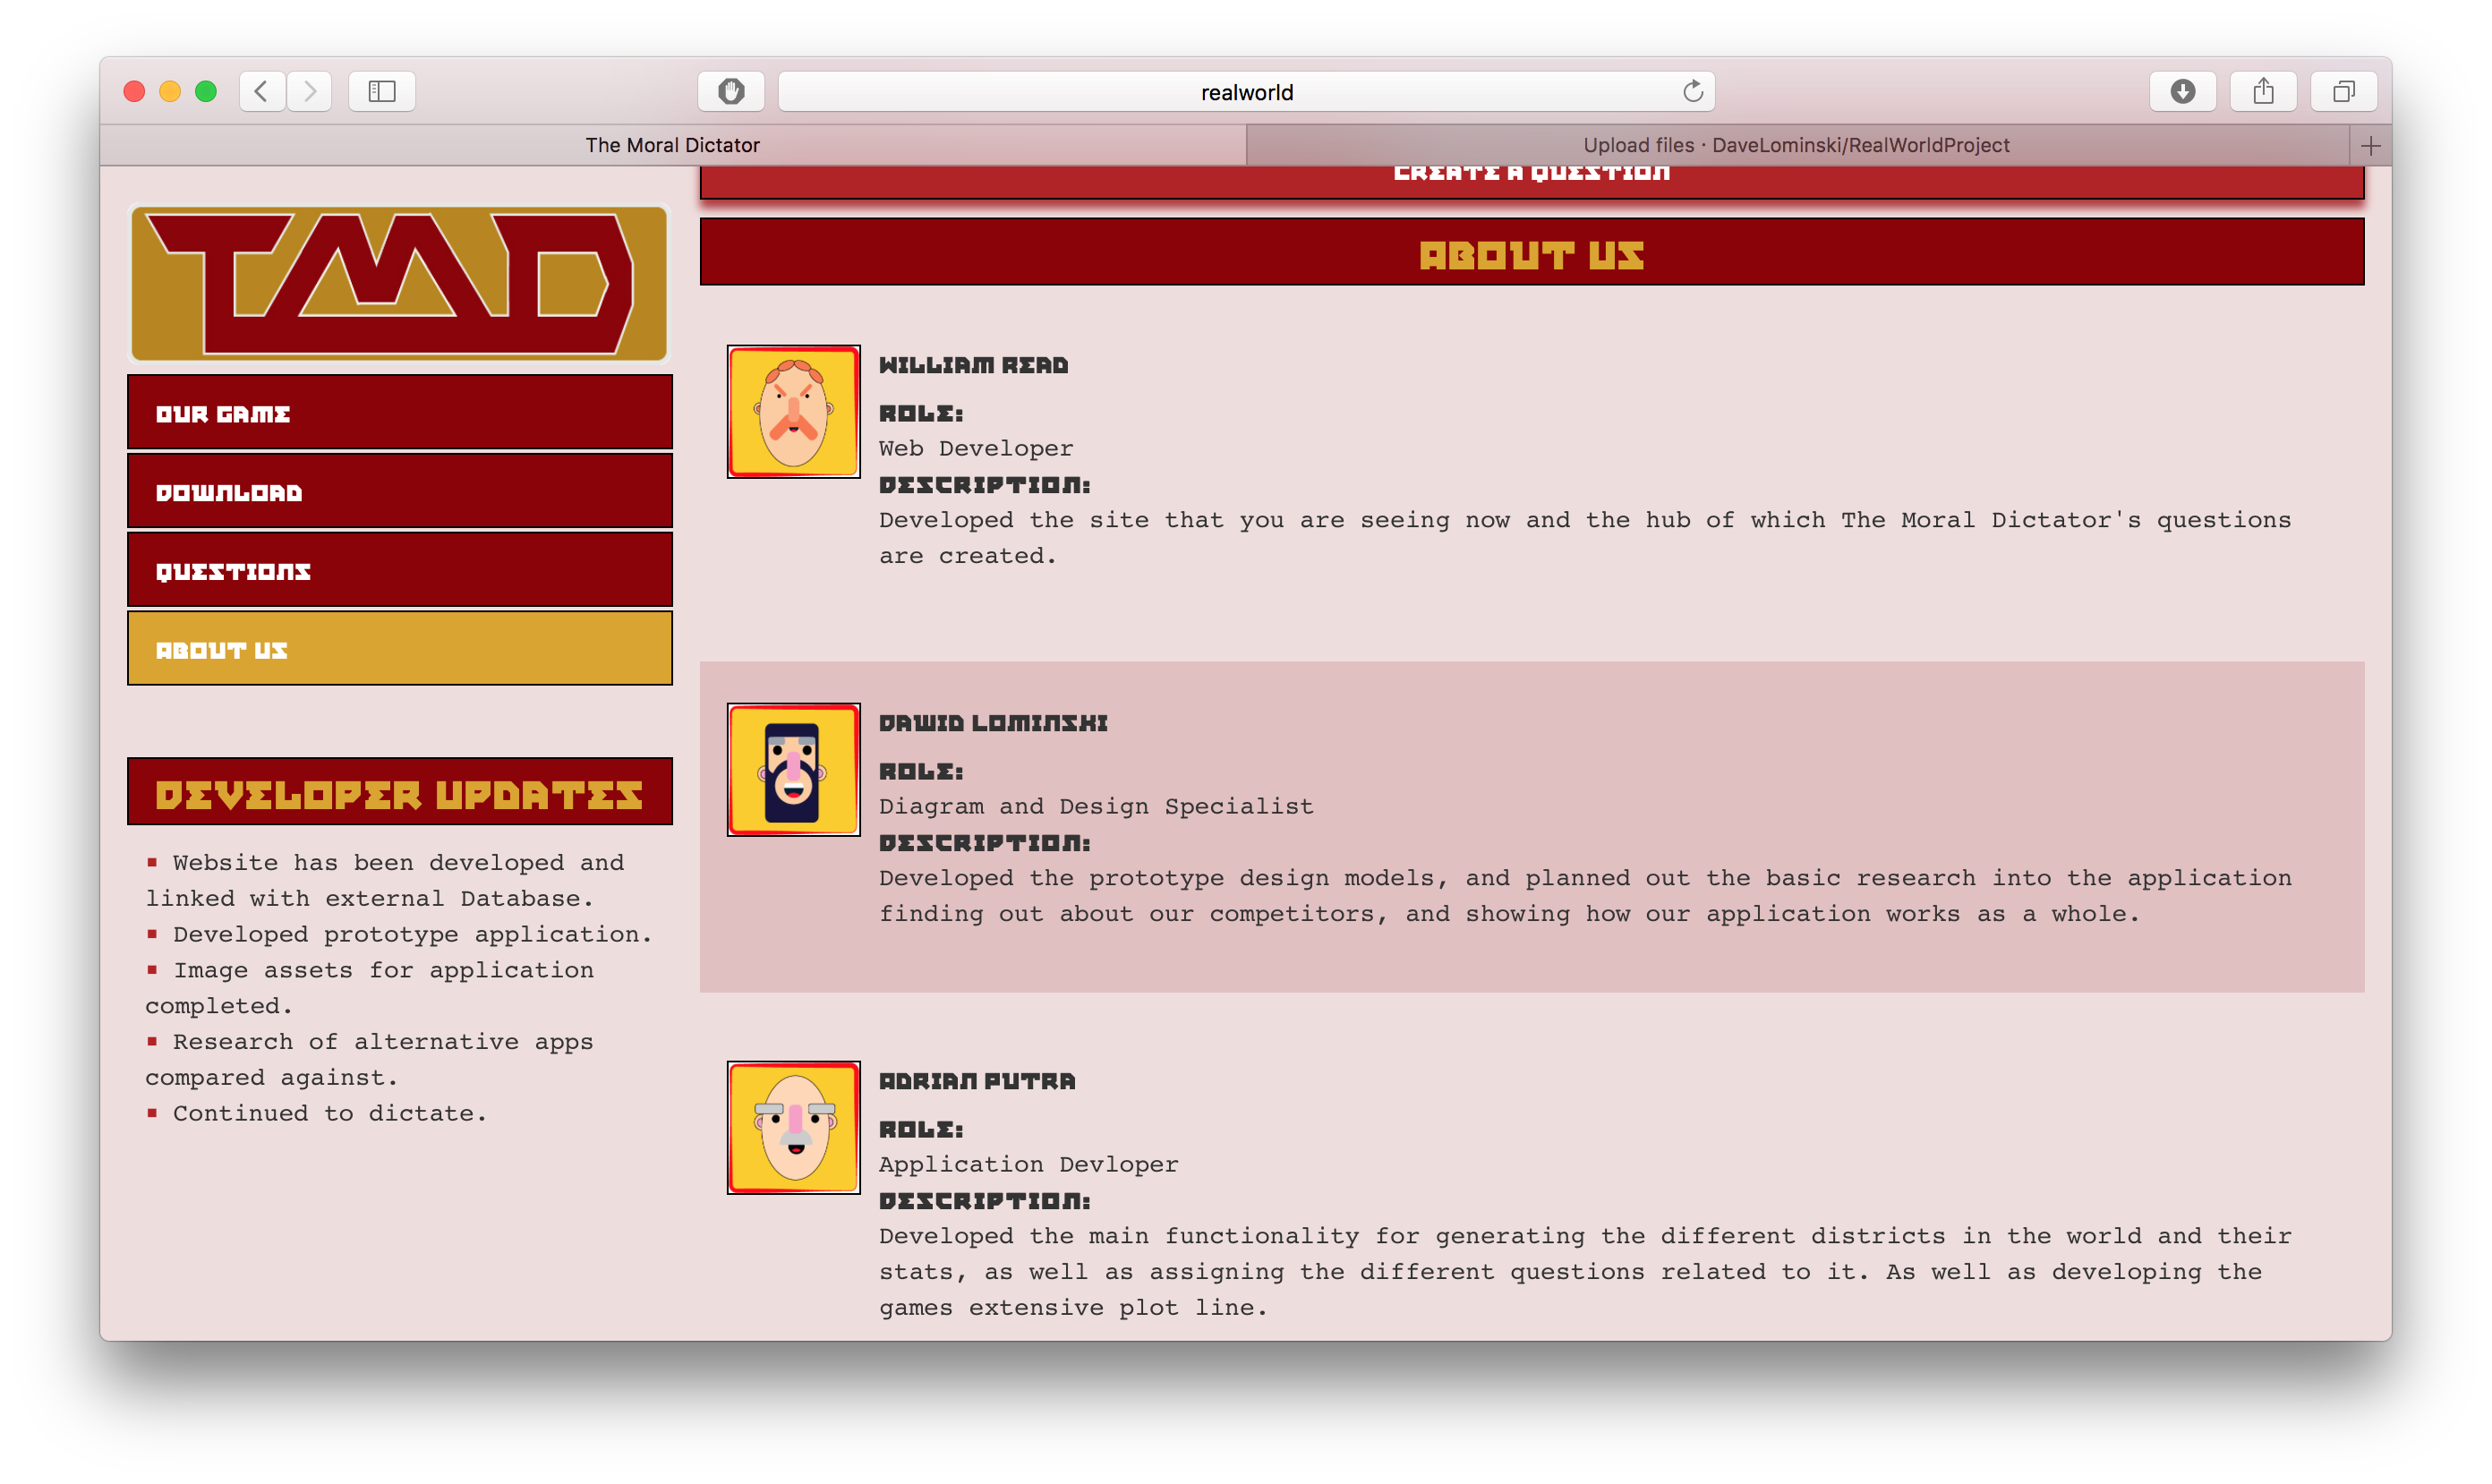 realworld
The Moral Dictator
Upload files · DaveLominski/RealWorldProject
CREATE A QUESTION
TMD
OUR GAME
DOWNLOAD
QUESTIONS
ABOUT US
DEVELOPER UPDATES
▪ Website has been developed and
linked with external Database.
▪ Developed prototype application.
▪ Image assets for application
completed.
▪ Research of alternative apps
compared against.
▪ Continued to dictate.
ABOUT US
WILLIAM READ
ROLE:
Web Developer
DESCRIPTION:
Developed the site that you are seeing now and the hub of which The Moral Dictator's questions
are created.
DAWID LOMINSKI
ROLE:
Diagram and Design Specialist
DESCRIPTION:
Developed the prototype design models, and planned out the basic research into the application
finding out about our competitors, and showing how our application works as a whole.
ADRIAN PUTRA
ROLE:
Application Devloper
DESCRIPTION:
Developed the main functionality for generating the different districts in the world and their
stats, as well as assigning the different questions related to it. As well as developing the
games extensive plot line.